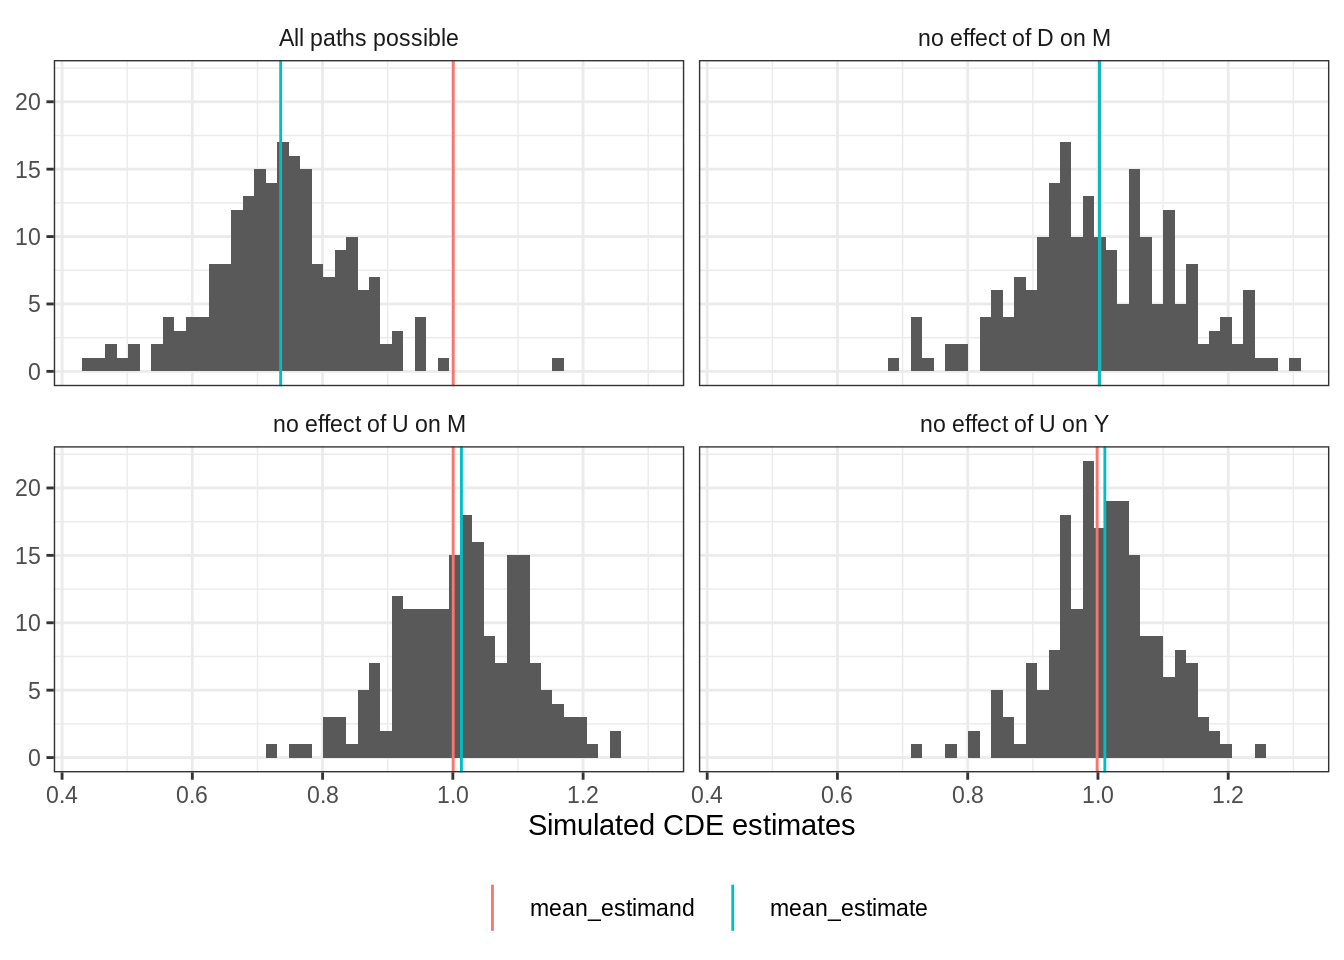 All paths possible
no effect of D on M
20
15
10
5
0
no effect of U on M
no effect of U on Y
20
15
10
5
0
0.4 0.6 0.8 1.0 1.2 0.4 0.6 0.8 1.0 1.2
Simulated CDE estimates
mean_estimand mean_estimate